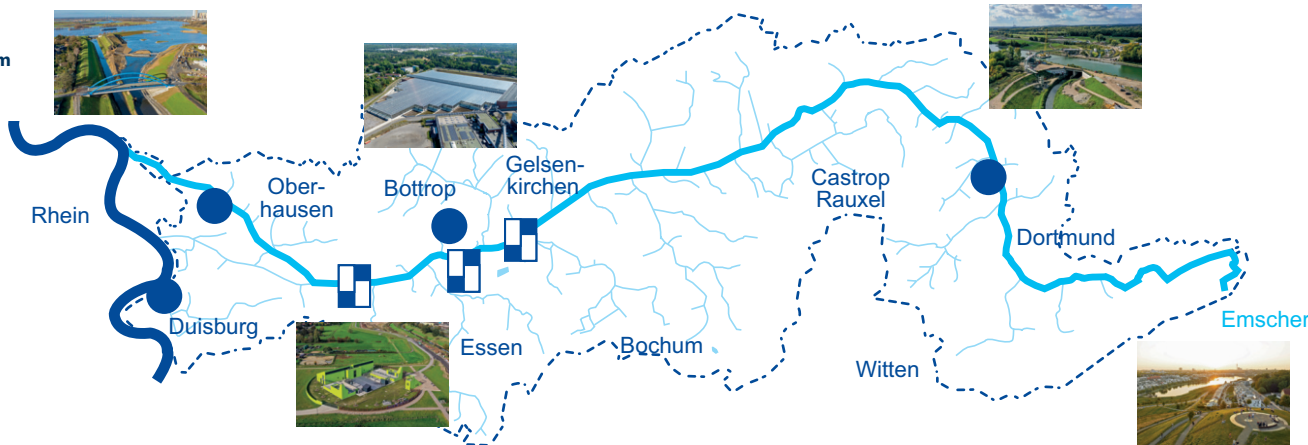 m
Rhein
Duisburg
Ober-
hausen
Bottrop
Gelsen-
kirchen
Essen
Bochum
Castrop
Rauxel
Witten
Dortmund
Emscher